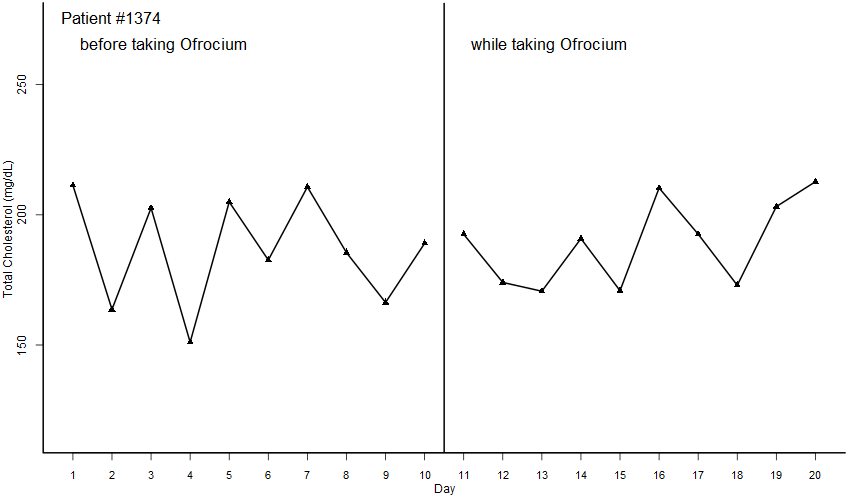 Patient #1374
before taking Ofrocium
while taking Ofrocium
Total Cholesterol (mg/dL)
250
200
150
1 2 3 4 5 6 7 8 9 10 11 12 13 14 15 16 17 18 19 20
Day